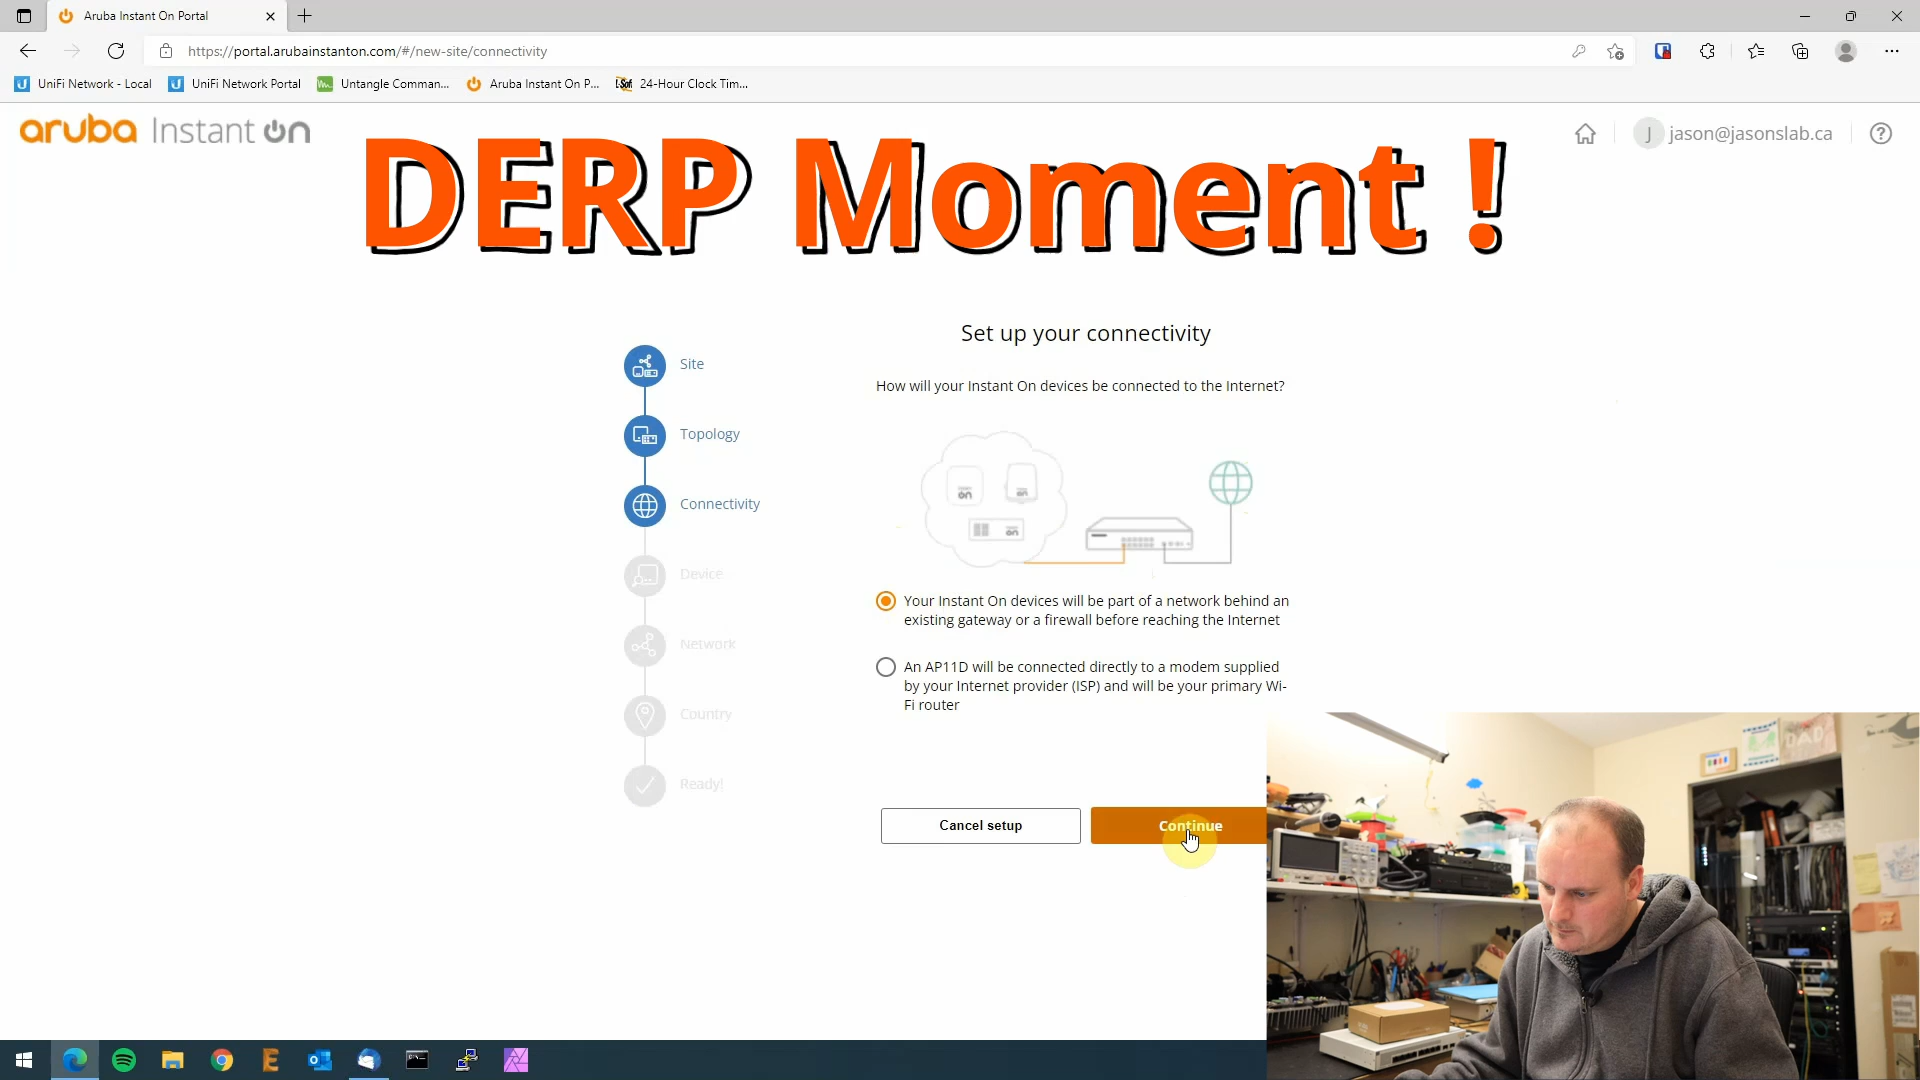 Aruba Instant On Portal
https://portal.arubainstanton.com/#/new-site/connectivity
UniFi Network - Local
UniFi Network Portal
Untangle Comman...
Aruba Instant On P...
24-Hour Clock Tim...
aruba Instant On
DERP Moment !
J jason@jasonslab.ca
Set up your connectivity
How will your Instant On devices be connected to the Internet?
Site
Topology
Connectivity
Device
Network
Country
Ready!
on
on
on
Your Instant On devices will be part of a network behind an
existing gateway or a firewall before reaching the Internet
An AP11D will be connected directly to a modem supplied
by your Internet provider (ISP) and will be your primary Wi-
Fi router
Cancel setup
Continue
DAD